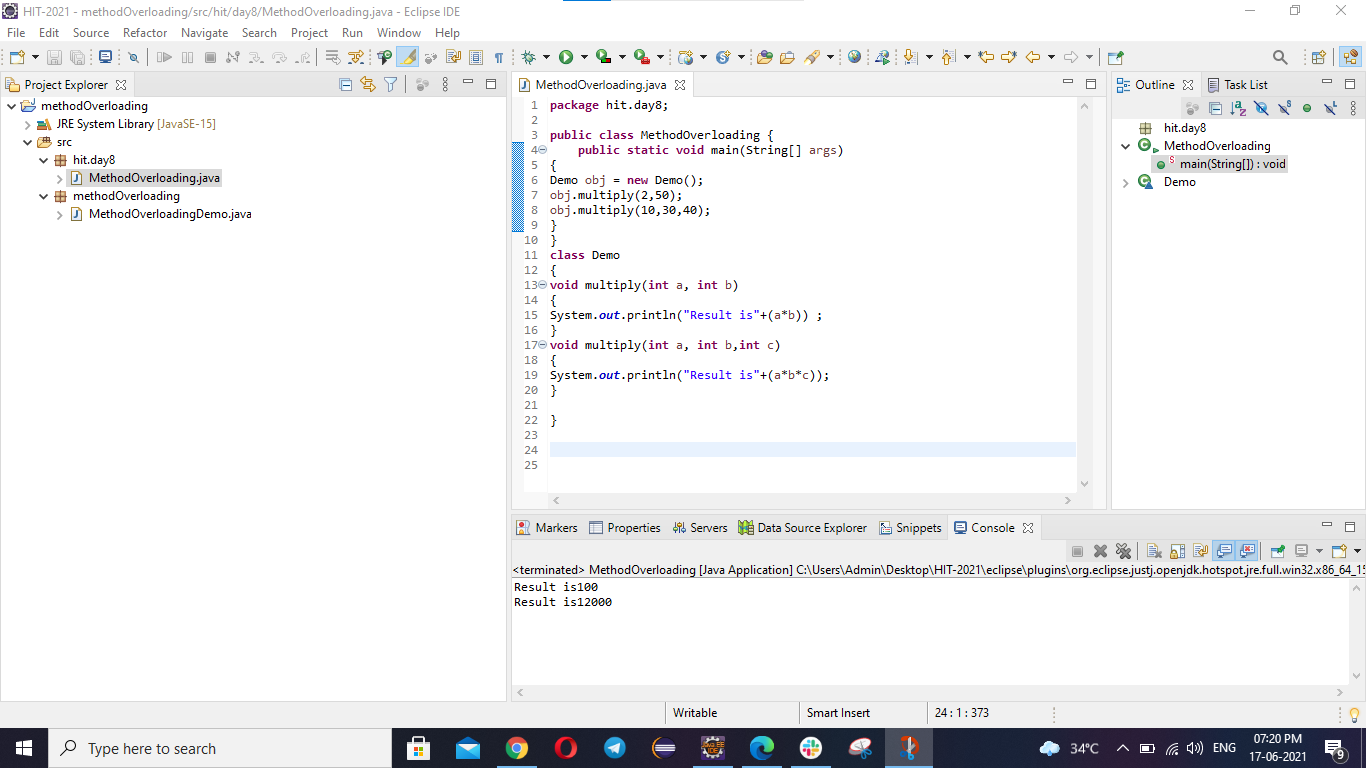 HIT-2021 - methodOverloading/src/hit/day8/MethodOverloading.java - Eclipse IDE
File Edit Source Refactor Navigate Search Project Run Window Help
Project Explorer
methodOverloading
JRE System Library [JavaSE-15]
src
hit.day8
MethodOverloading.java
methodOverloading
MethodOverloadingDemo.java
MethodOverloading.java
1 package hit.day8;
2
3 public class MethodOverloading {
4 public static void main(String[] args)
5 {
6 Demo obj = new Demo();
7 obj.multiply(2,50);
8 obj.multiply(10,30,40);
9 }
10 }
11 class Demo
12 {
13 void multiply(int a, int b)
14 {
15 System.out.println("Result is"+(a*b)) ;
16 }
17 void multiply(int a, int b,int c)
18 {
19 System.out.println("Result is"+(a*b*c));
20 }
21
22 }
23
24
25
Outline Task List
hit.day8
MethodOverloading
main(String[]) : void
Demo
Markers Properties Servers Data Source Explorer Snippets Console
<terminated> MethodOverloading [Java Application] C:\Users\Admin\Desktop\HIT-2021\eclipse\plugins\org.eclipse.justj.openjdk.hotspot.jre.full.win32.x86_64_15
Result is100
Result is12000
Writable Smart Insert 24 : 1 : 373
Type here to search
34°C ENG
07:20 PM
17-06-2021
9